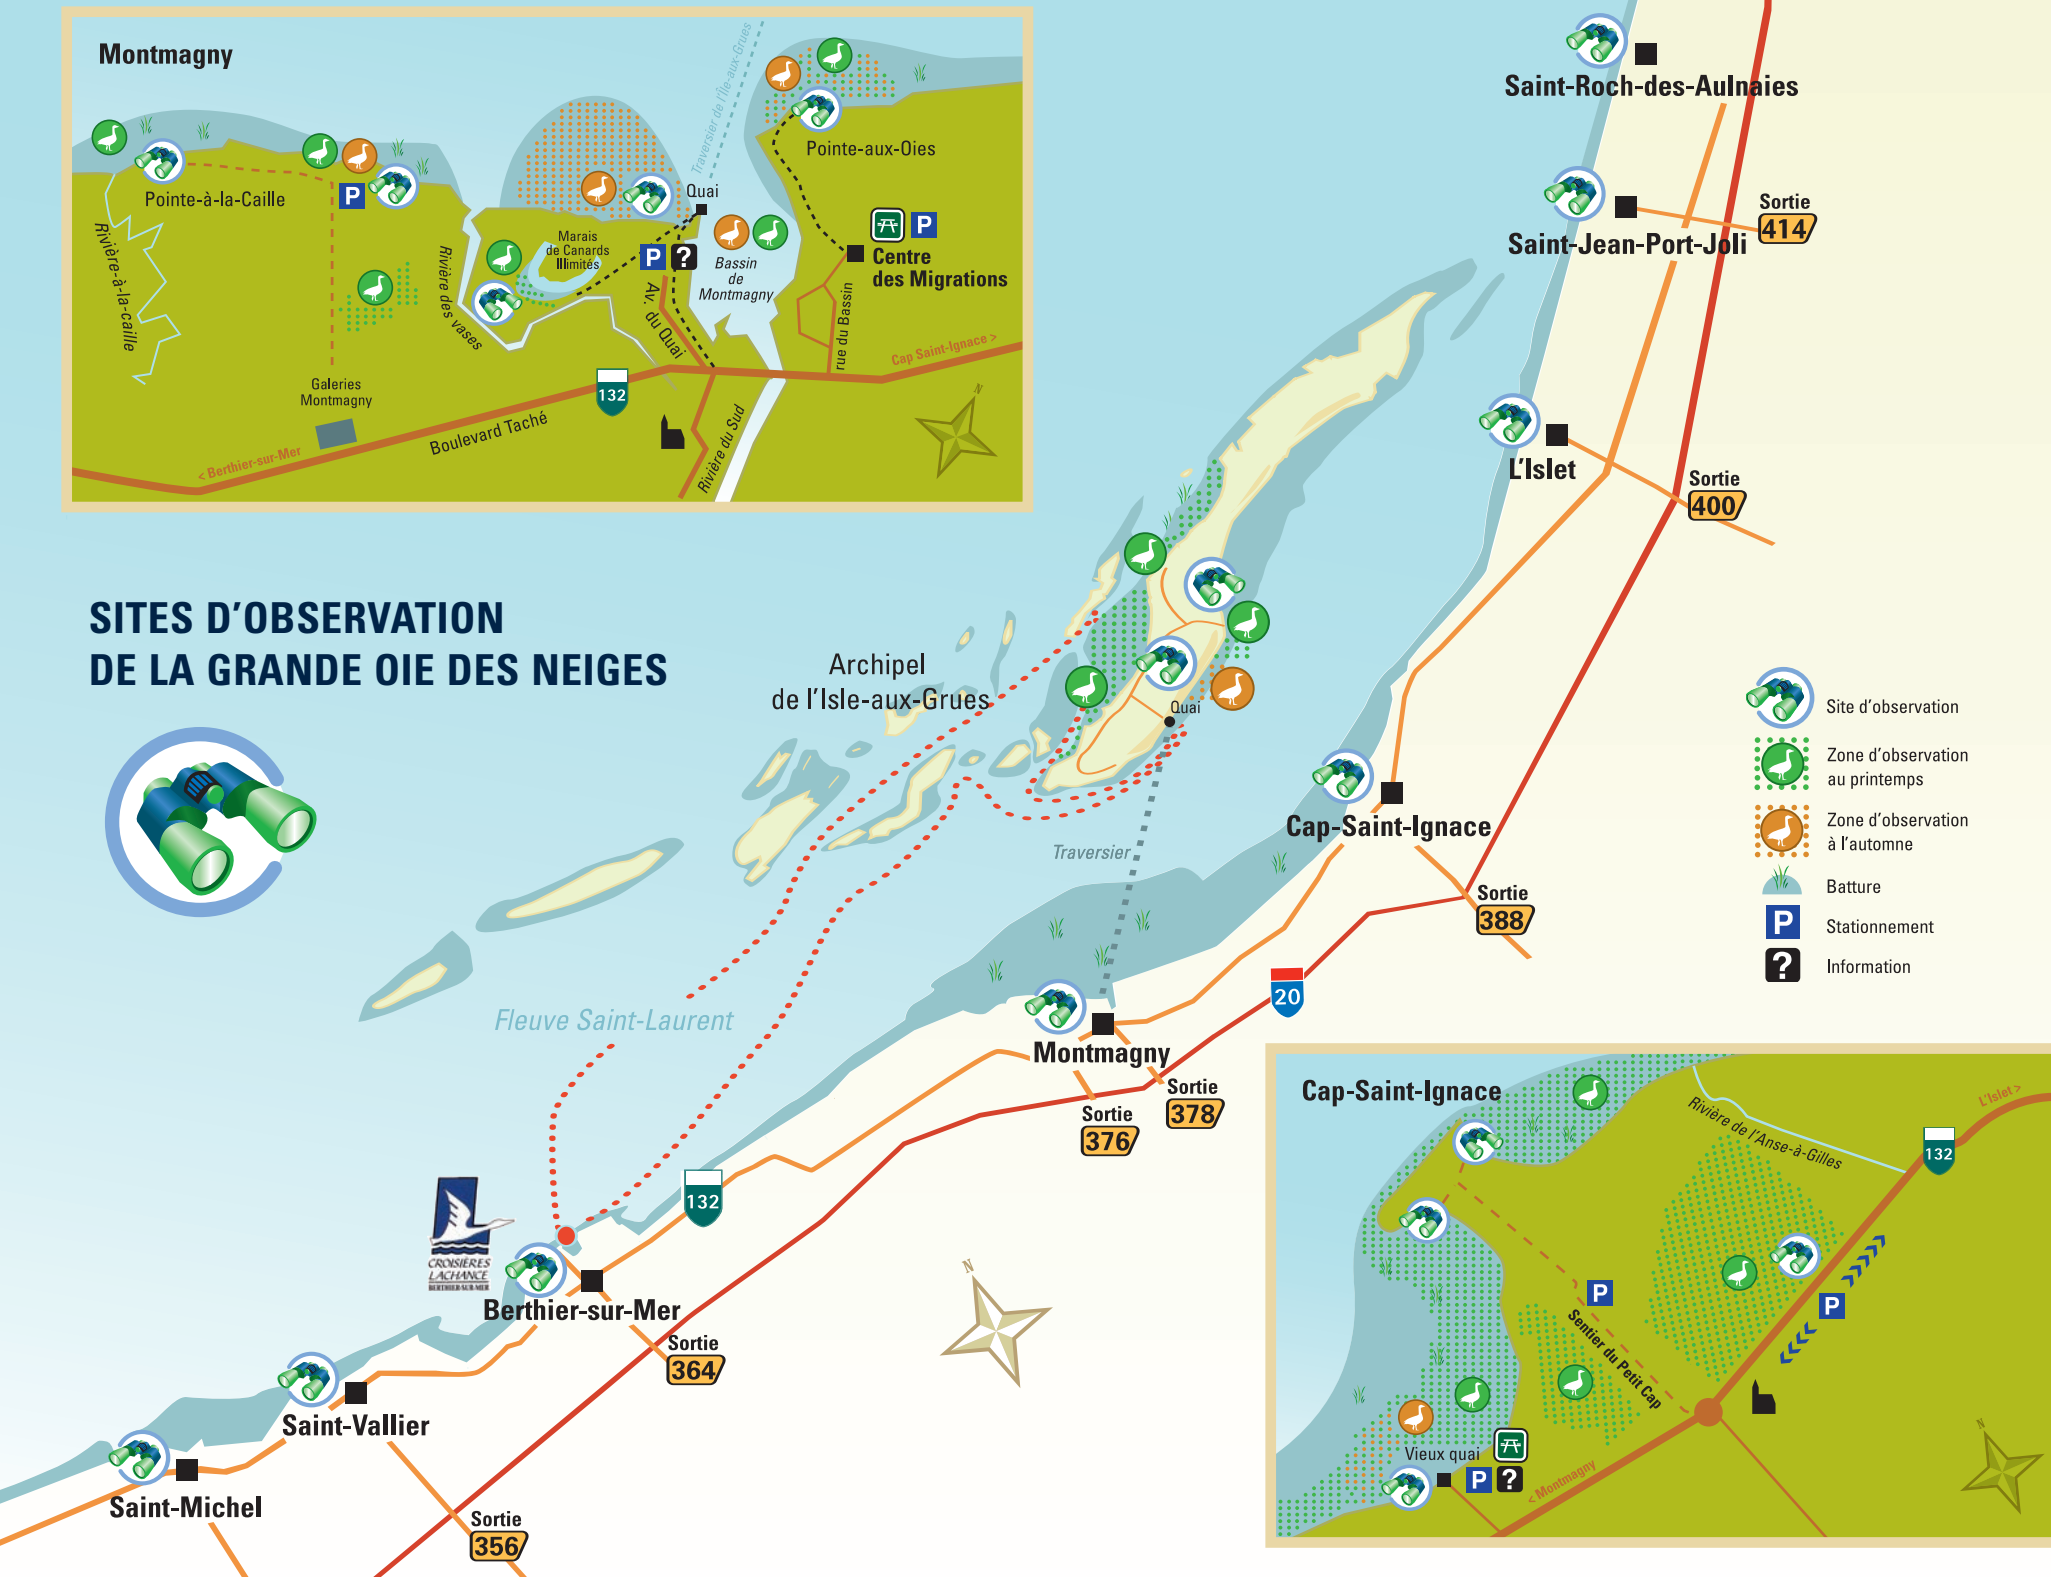 Montmagny
Traversier de l'Île-aux-Grues
Pointe-aux-Oies
Pointe-à-la-Caille
P
Quai
Rivière-à-la-caille
Rivière des vases
Marais
de Canards
Illimités
P
?
Bassin
de
Montmagny
P
Centre
des Migrations
Av. du Quai
rue du Bassin
Cap Saint-Ignace >
Galeries
Montmagny
132
Boulevard Taché
< Berthier-sur-Mer
Rivière du Sud
N
SITES D'OBSERVATION
DE LA GRANDE OIE DES NEIGES
Saint-Roch-des-Aulnaies
Sortie
414
Saint-Jean-Port-Joli
L'Islet
Sortie
400
Archipel
de l'Isle-aux-Grues
Quai
Traversier
Cap-Saint-Ignace
Sortie
388
20
Fleuve Saint-Laurent
Montmagny
Sortie
378
Sortie
376
132
CROISIÈRES
LACHANCE
BERTHIER-SUR-MER
Berthier-sur-Mer
Sortie
364
N
Saint-Vallier
Saint-Michel
Sortie
356
Site d'observation
Zone d'observation
au printemps
Zone d'observation
à l'automne
Batture
P
Stationnement
?
Information
Cap-Saint-Ignace
Rivière de l'Anse-à-Gilles
L'Islet >
132
P
P
Sentier du Petit Cap
Vieux quai
P
?
< Montmagny
N